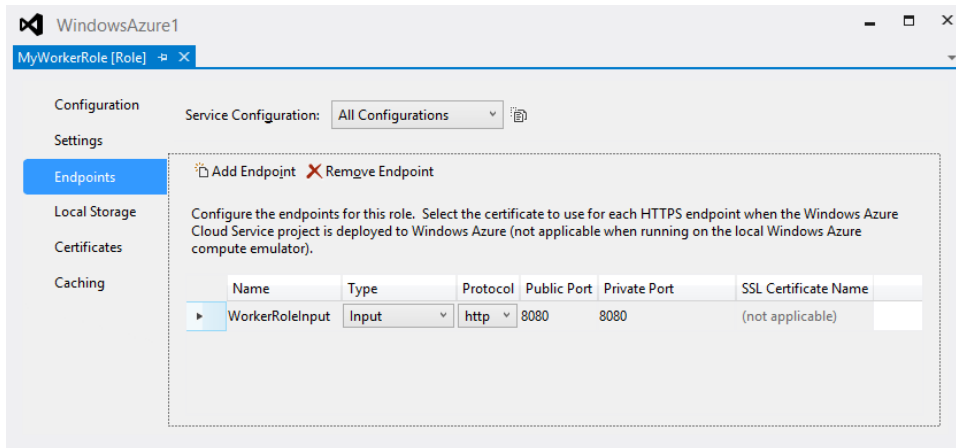 WindowsAzure1
MyWorkerRole [Role]
Configuration
Settings
Endpoints
Local Storage
Certificates
Caching
Service Configuration: All Configurations
Add Endpoint Remove Endpoint
Configure the endpoints for this role. Select the certificate to use for each HTTPS endpoint when the Windows Azure
Cloud Service project is deployed to Windows Azure (not applicable when running on the local Windows Azure
compute emulator).
Name Type Protocol Public Port Private Port SSL Certificate Name
WorkerRoleInput Input http 8080 8080 (not applicable)